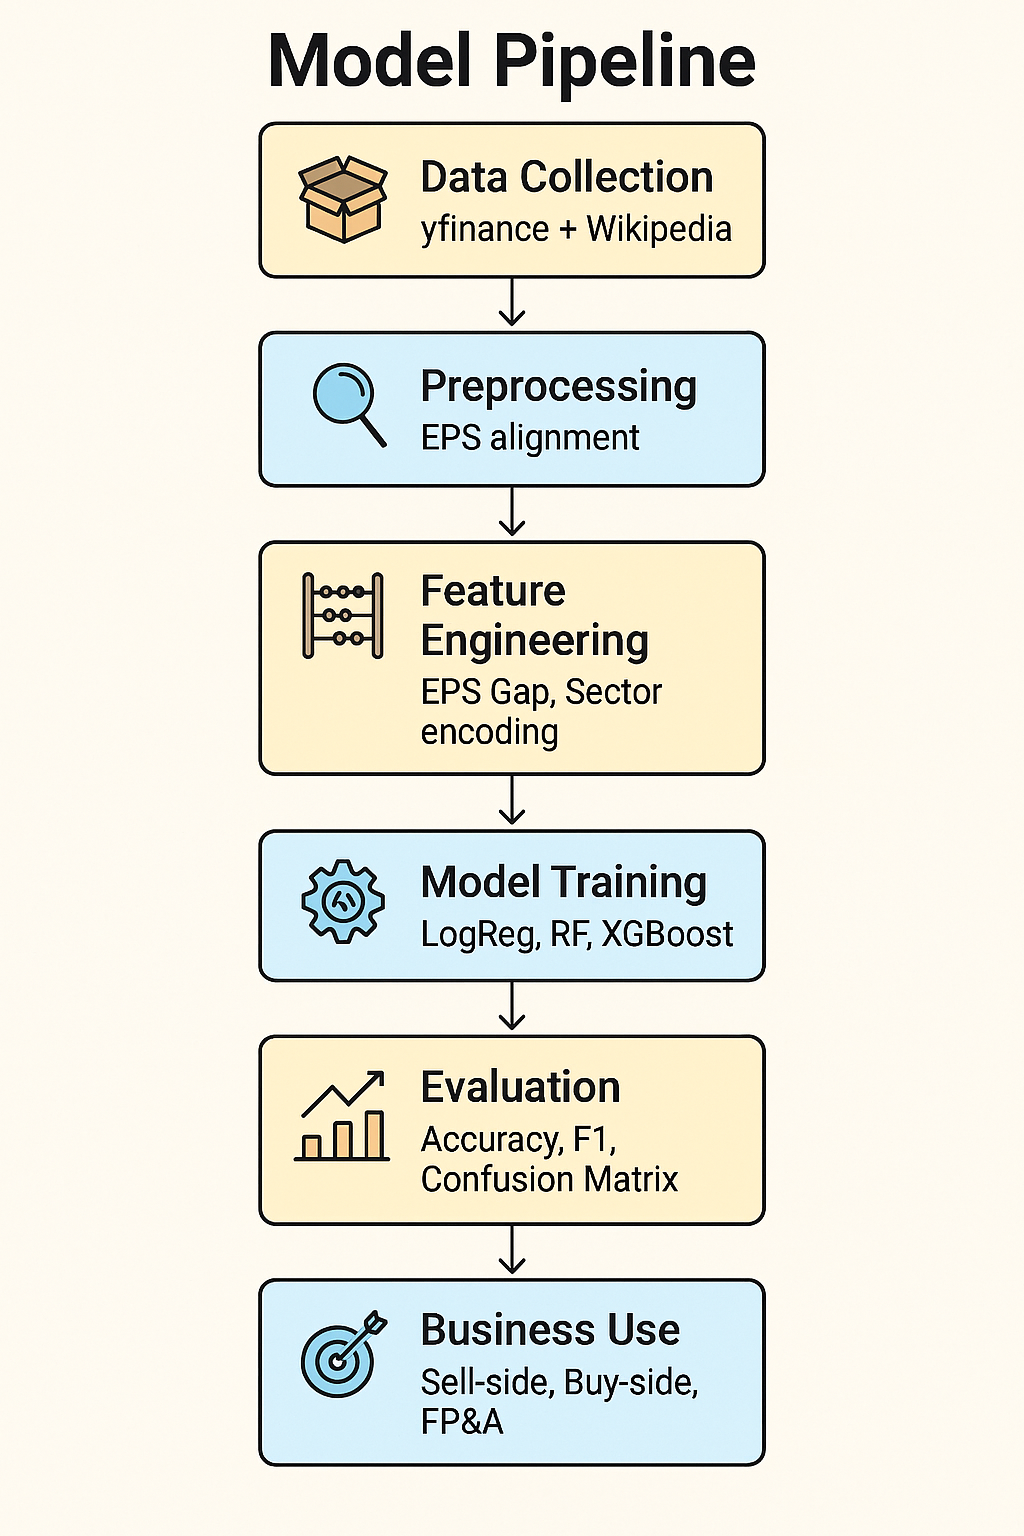 Model Pipeline
Data Collection
yfinance + Wikipedia
Preprocessing
EPS alignment
Feature
Engineering
EPS Gap, Sector
encoding
Model Training
LogReg, RF, XGBoost
Evaluation
Accuracy, F1,
Confusion Matrix
Business Use
Sell-side, Buy-side,
FP&A